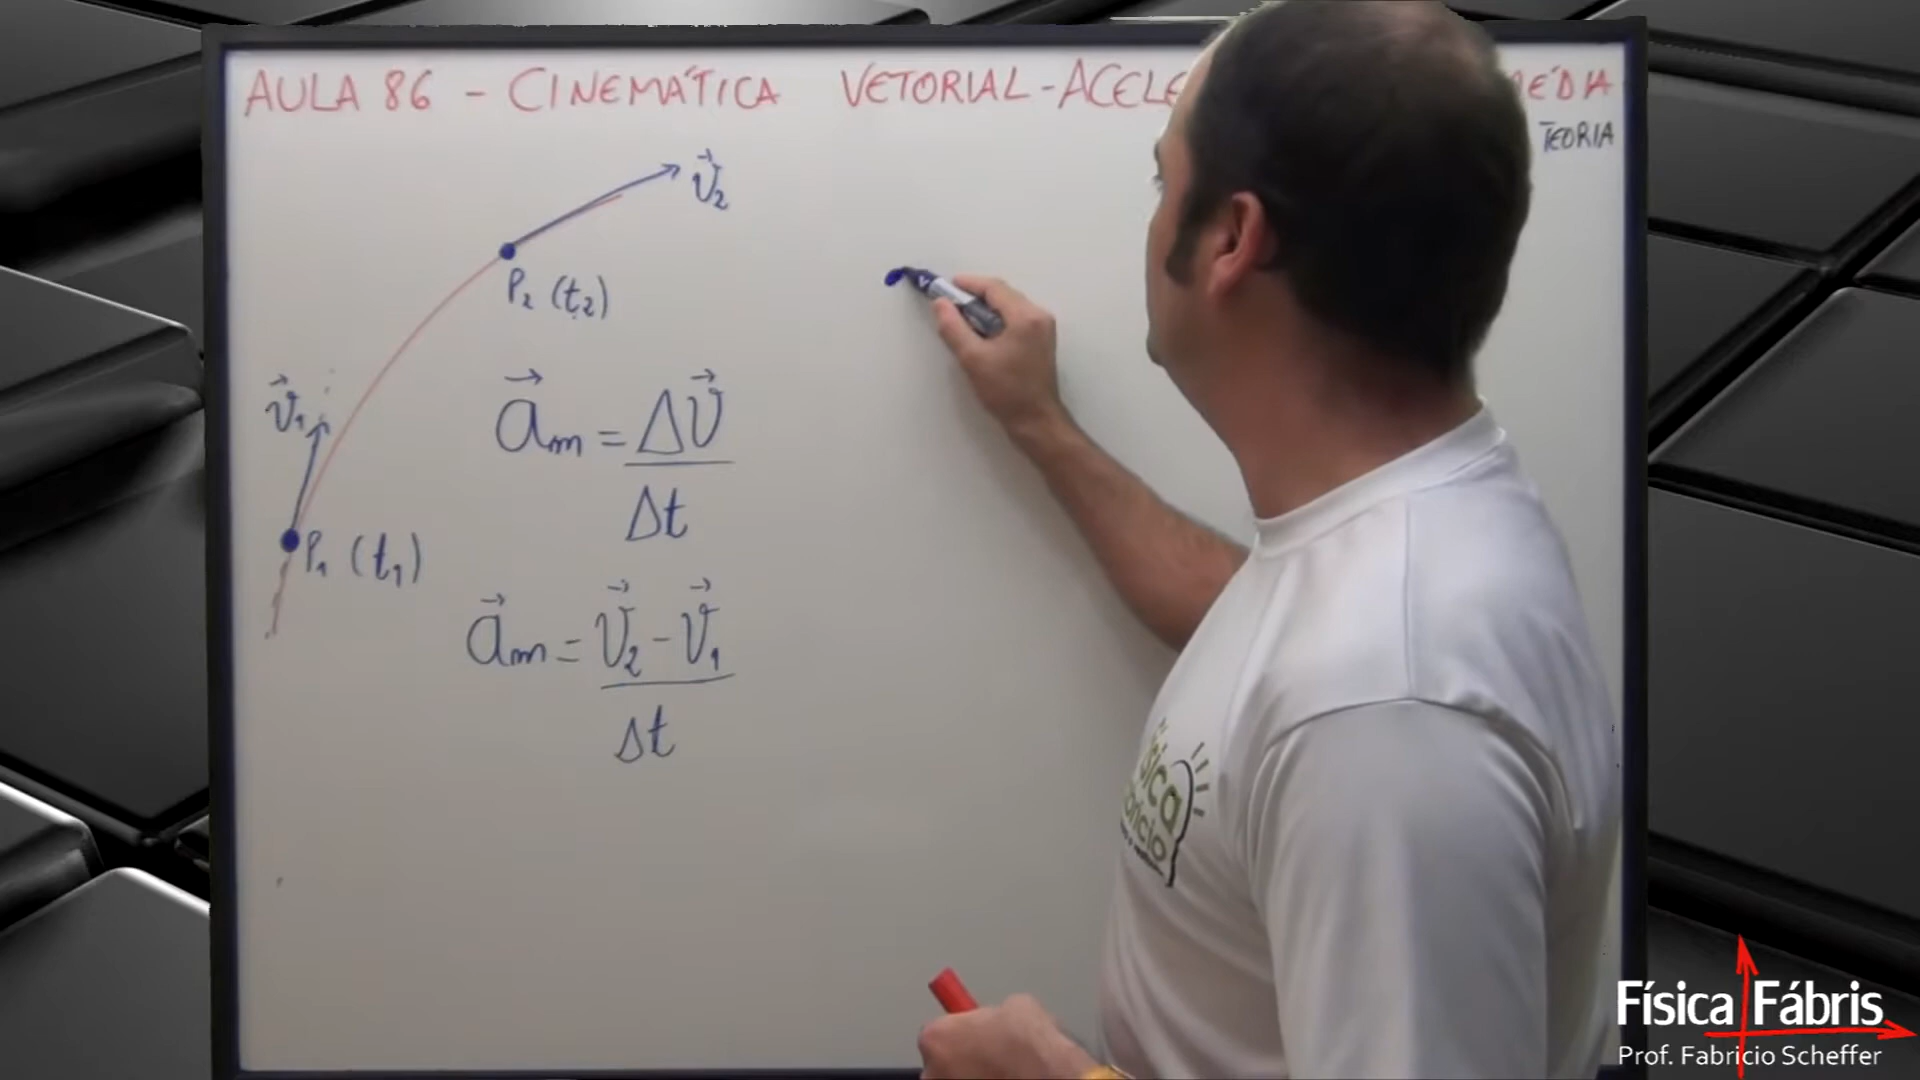 AULA 86 - CINEMÁTICA VETORIAL - ACELE
TEORIA
v⃗₂
P₂ (t₂)
v⃗₁
a⃗ₘ = Δv⃗
Δt
P₁ (t₁)
a⃗ₘ = v⃗₂ - v⃗₁
Δt
Física Fábris
Prof. Fabricio Scheffer